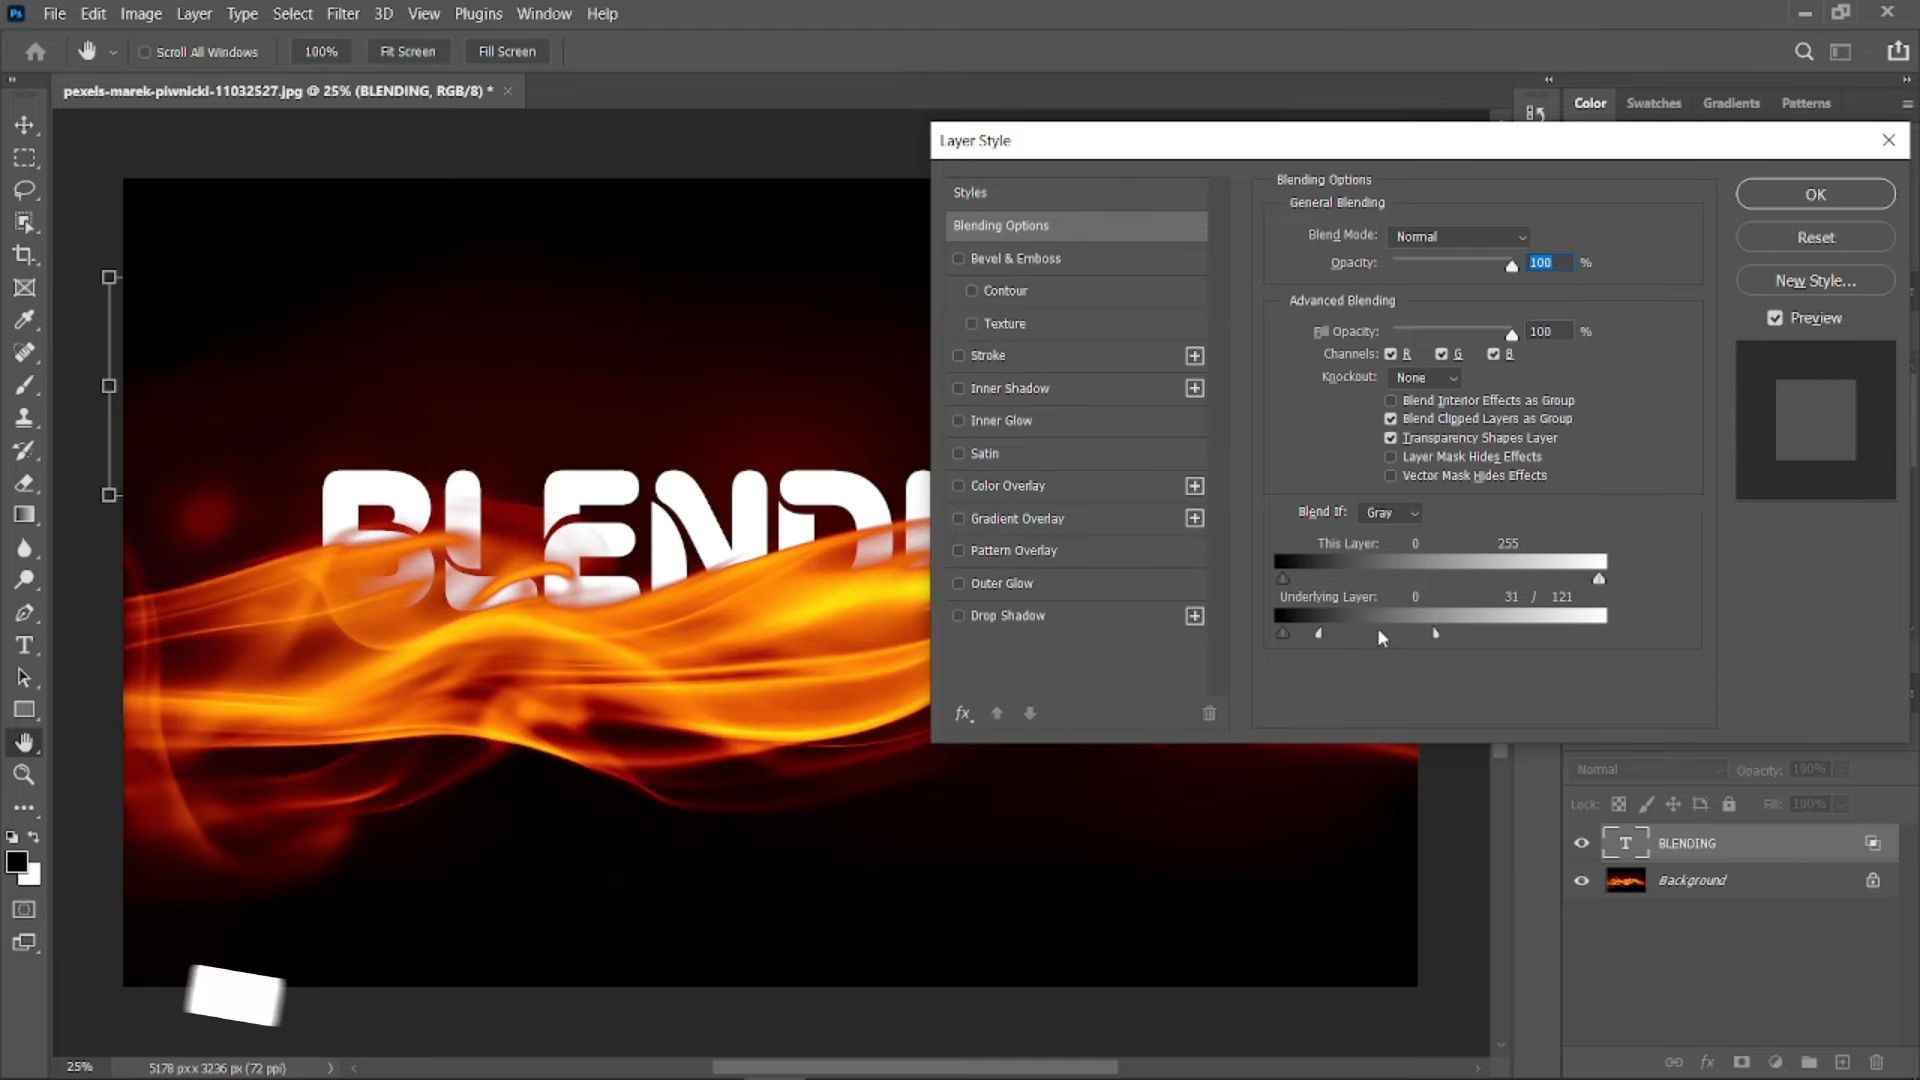 Ps File Edit Image Layer Type Select Filter 3D View Plugins Window Help
Scroll All Windows 100% Fit Screen Fill Screen
pexels-marek-piwnicki-11032527.jpg @ 25% (BLENDING, RGB/8) *
Color Swatches Gradients Patterns
Layer Style
Styles
Blending Options
Bevel & Emboss
Contour
Texture
Stroke
Inner Shadow
Inner Glow
Satin
Color Overlay
Gradient Overlay
Pattern Overlay
Outer Glow
Drop Shadow
fx
Blending Options
General Blending
Blend Mode: Normal
Opacity: 100 %
Advanced Blending
Fill Opacity: 100 %
Channels: R G B
Knockout: None
Blend Interior Effects as Group
Blend Clipped Layers as Group
Transparency Shapes Layer
Layer Mask Hides Effects
Vector Mask Hides Effects
Blend If: Gray
This Layer: 0 255
Underlying Layer: 0 31 / 121
OK
Reset
New Style...
Preview
BLENDI
Normal Opacity: 100%
Lock: Fill: 100%
T BLENDING
Background
fx
25% 5178 px x 3236 px (72 ppi)